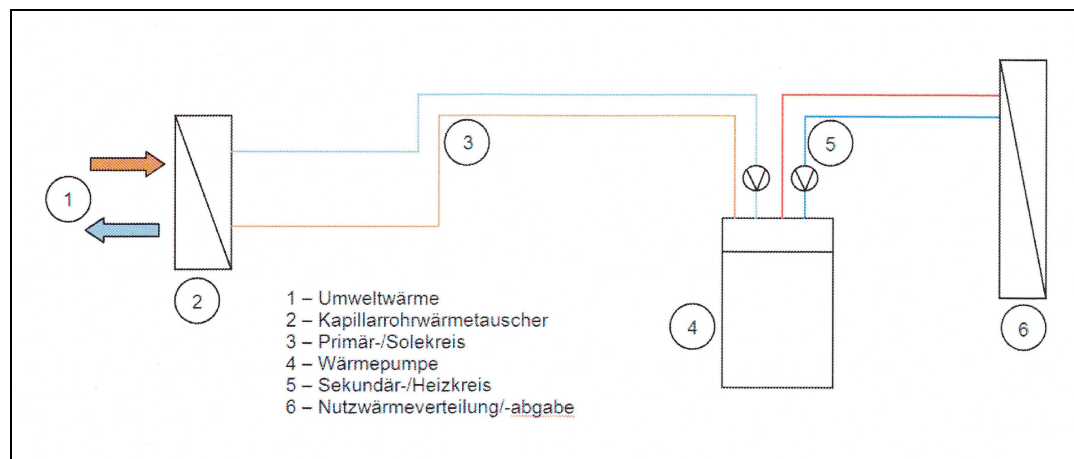 3
5
1
2
4
6
1 – Umweltwärme
2 – Kapillarrohrwärmetauscher
3 – Primär-/Solekreis
4 – Wärmepumpe
5 – Sekundär-/Heizkreis
6 – Nutzwärmeverteilung/-abgabe